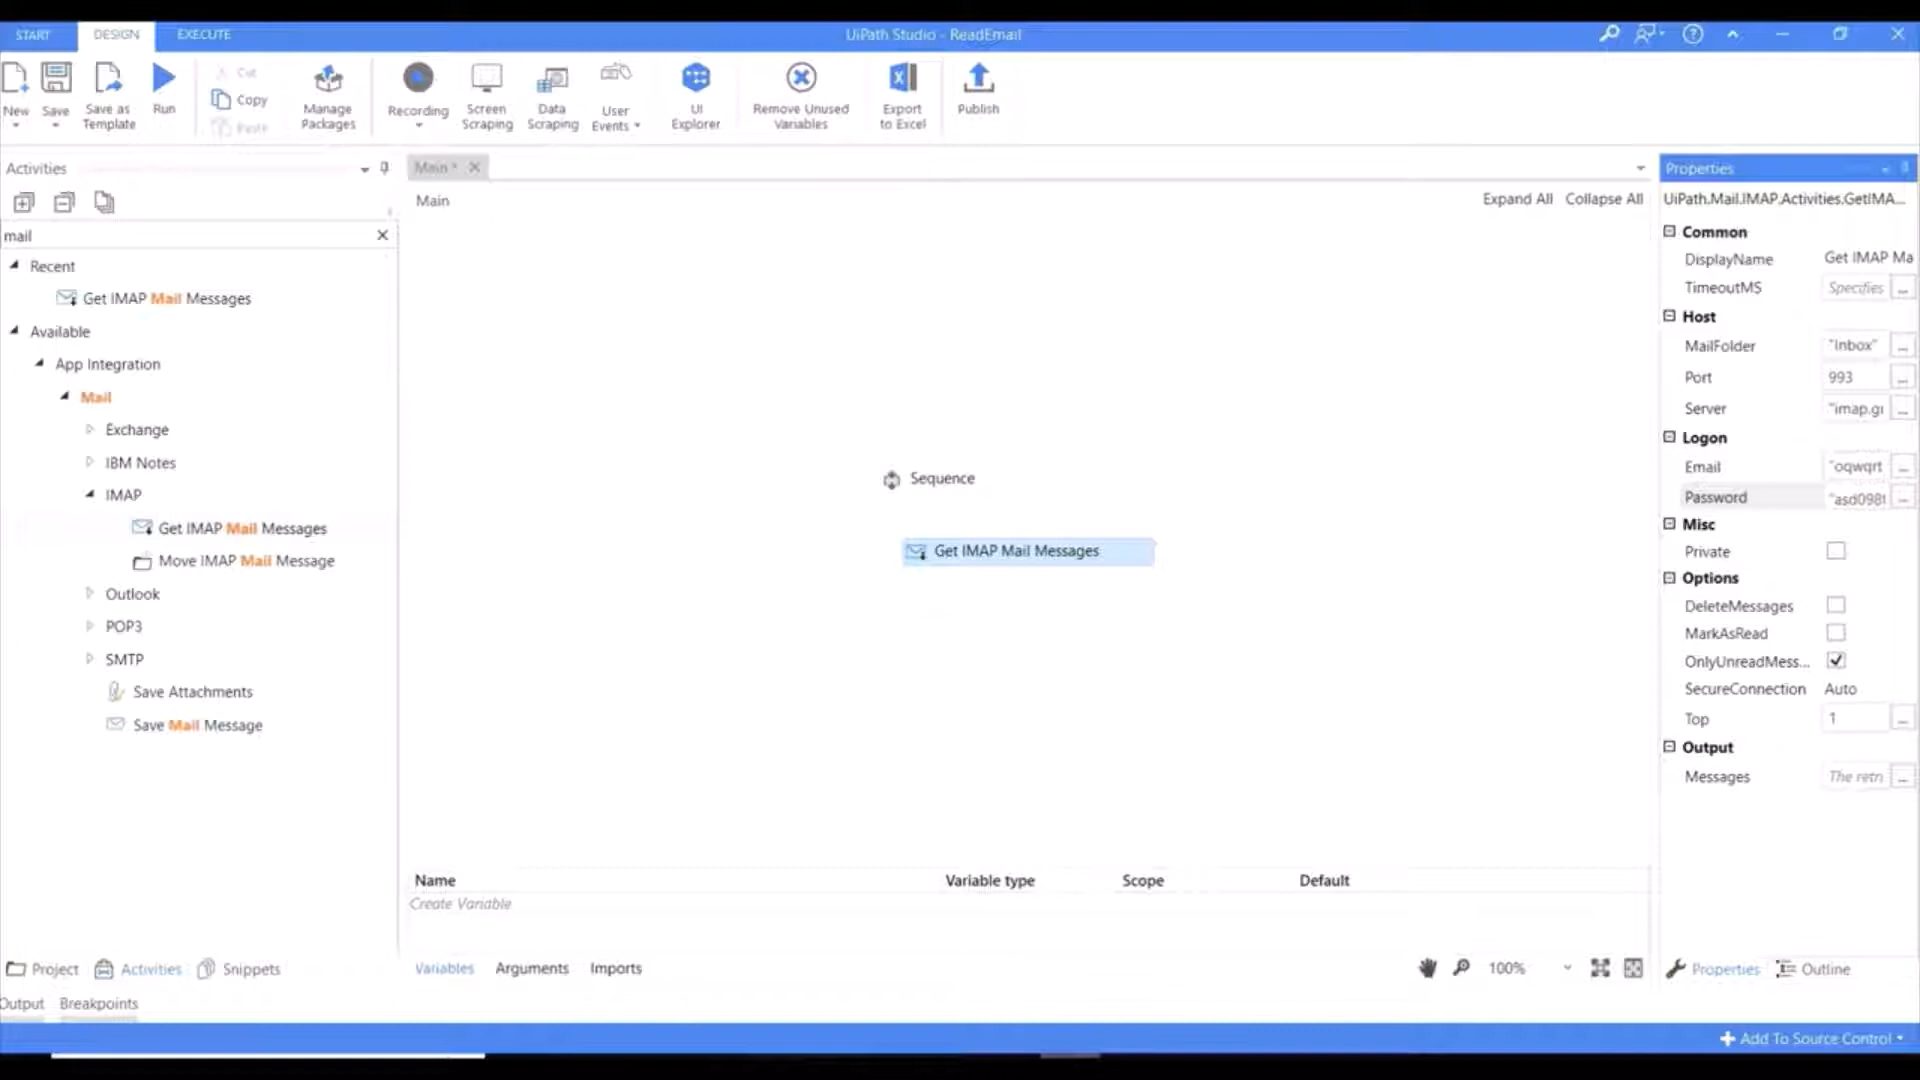 START DESIGN EXECUTE UiPath Studio - ReadEmail
New Save Save as Template Run Cut Copy Paste Manage Packages Recording Screen Scraping Data Scraping User Events UI Explorer Remove Unused Variables Export to Excel Publish
Activities
mail
Recent
Get IMAP Mail Messages
Available
App Integration
Mail
Exchange
IBM Notes
IMAP
Get IMAP Mail Messages
Move IMAP Mail Message
Outlook
POP3
SMTP
Save Attachments
Save Mail Message
Project Activities Snippets
Output Breakpoints
Main *
Main Expand All Collapse All
Sequence
Get IMAP Mail Messages
Name Variable type Scope Default
Create Variable
Variables Arguments Imports 100%
Properties
UiPath.Mail.IMAP.Activities.GetIMA...
Common
DisplayName Get IMAP Ma
TimeoutMS Specifies ...
Host
MailFolder "Inbox" ...
Port 993 ...
Server "imap.gr ...
Logon
Email "oqwqrt ...
Password "asd098t ...
Misc
Private
Options
DeleteMessages
MarkAsRead
OnlyUnreadMess...
SecureConnection Auto
Top 1 ...
Output
Messages The retri ...
Properties Outline
Add To Source Control